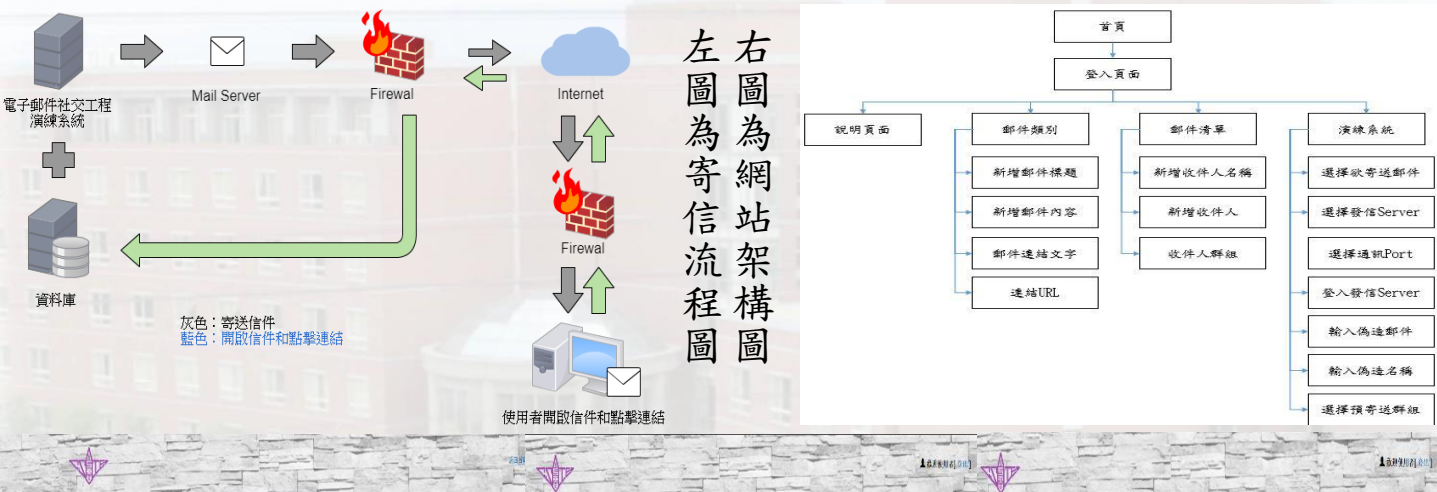 電子郵件社交工程
演練系統
Mail Server
Firewal
Internet
資料庫
Firewal
使用者開啟信件和點擊連結
灰色：寄送信件
藍色：開啟信件和點擊連結
右圖為網站架構圖
左圖為寄信流程圖
首頁
登入頁面
說明頁面
郵件類別
新增郵件標題
新增郵件內容
郵件連結文字
連結URL
郵件清單
新增收件人名稱
新增收件人
收件人群組
演練系統
選擇欲寄送郵件
選擇發信Server
選擇通訊Port
登入發信Server
輸入偽造郵件
輸入偽造名稱
選擇預寄送群組